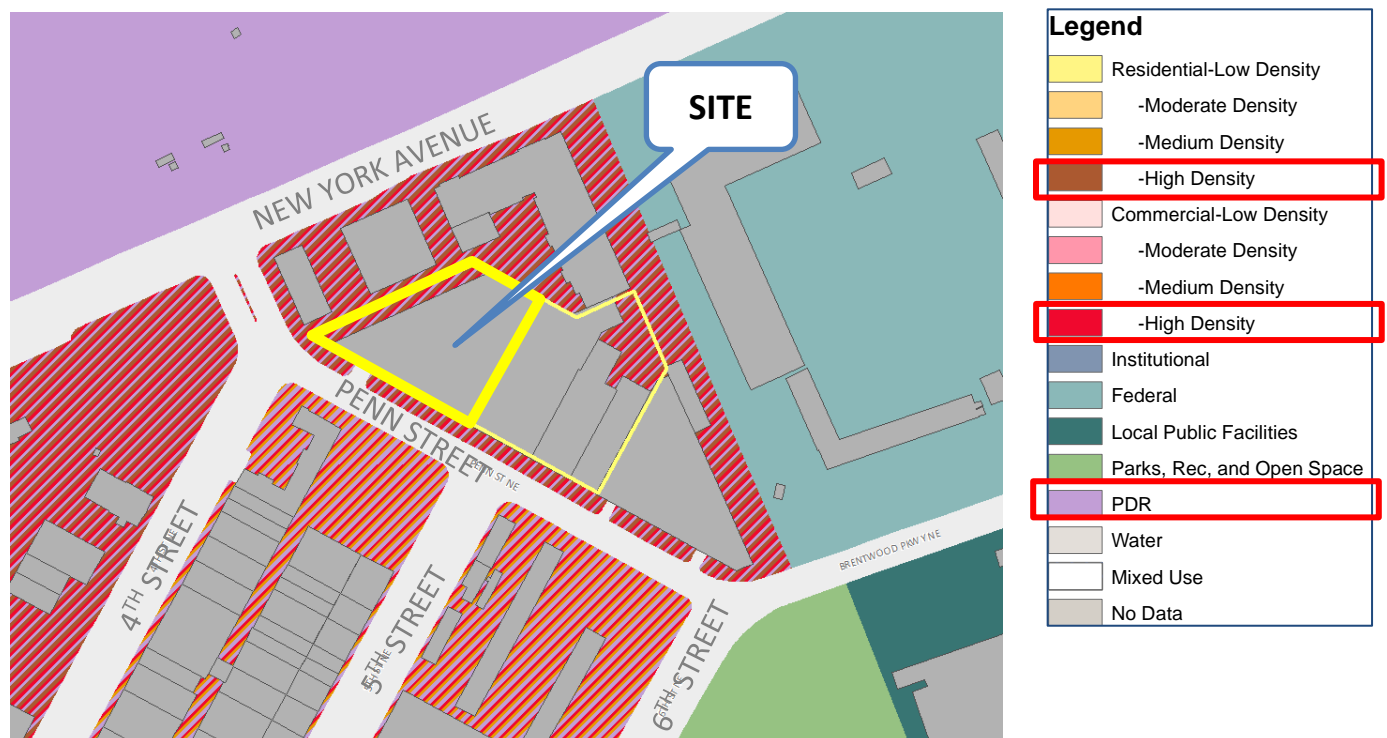 SITE
NEW YORK AVENUE
PENN STREET
PENN ST NE
4TH STREET
5TH STREET
6TH STREET
BRENTWOOD PKWY NE
Legend
Residential-Low Density
-Moderate Density
-Medium Density
-High Density
Commercial-Low Density
-Moderate Density
-Medium Density
-High Density
Institutional
Federal
Local Public Facilities
Parks, Rec, and Open Space
PDR
Water
Mixed Use
No Data